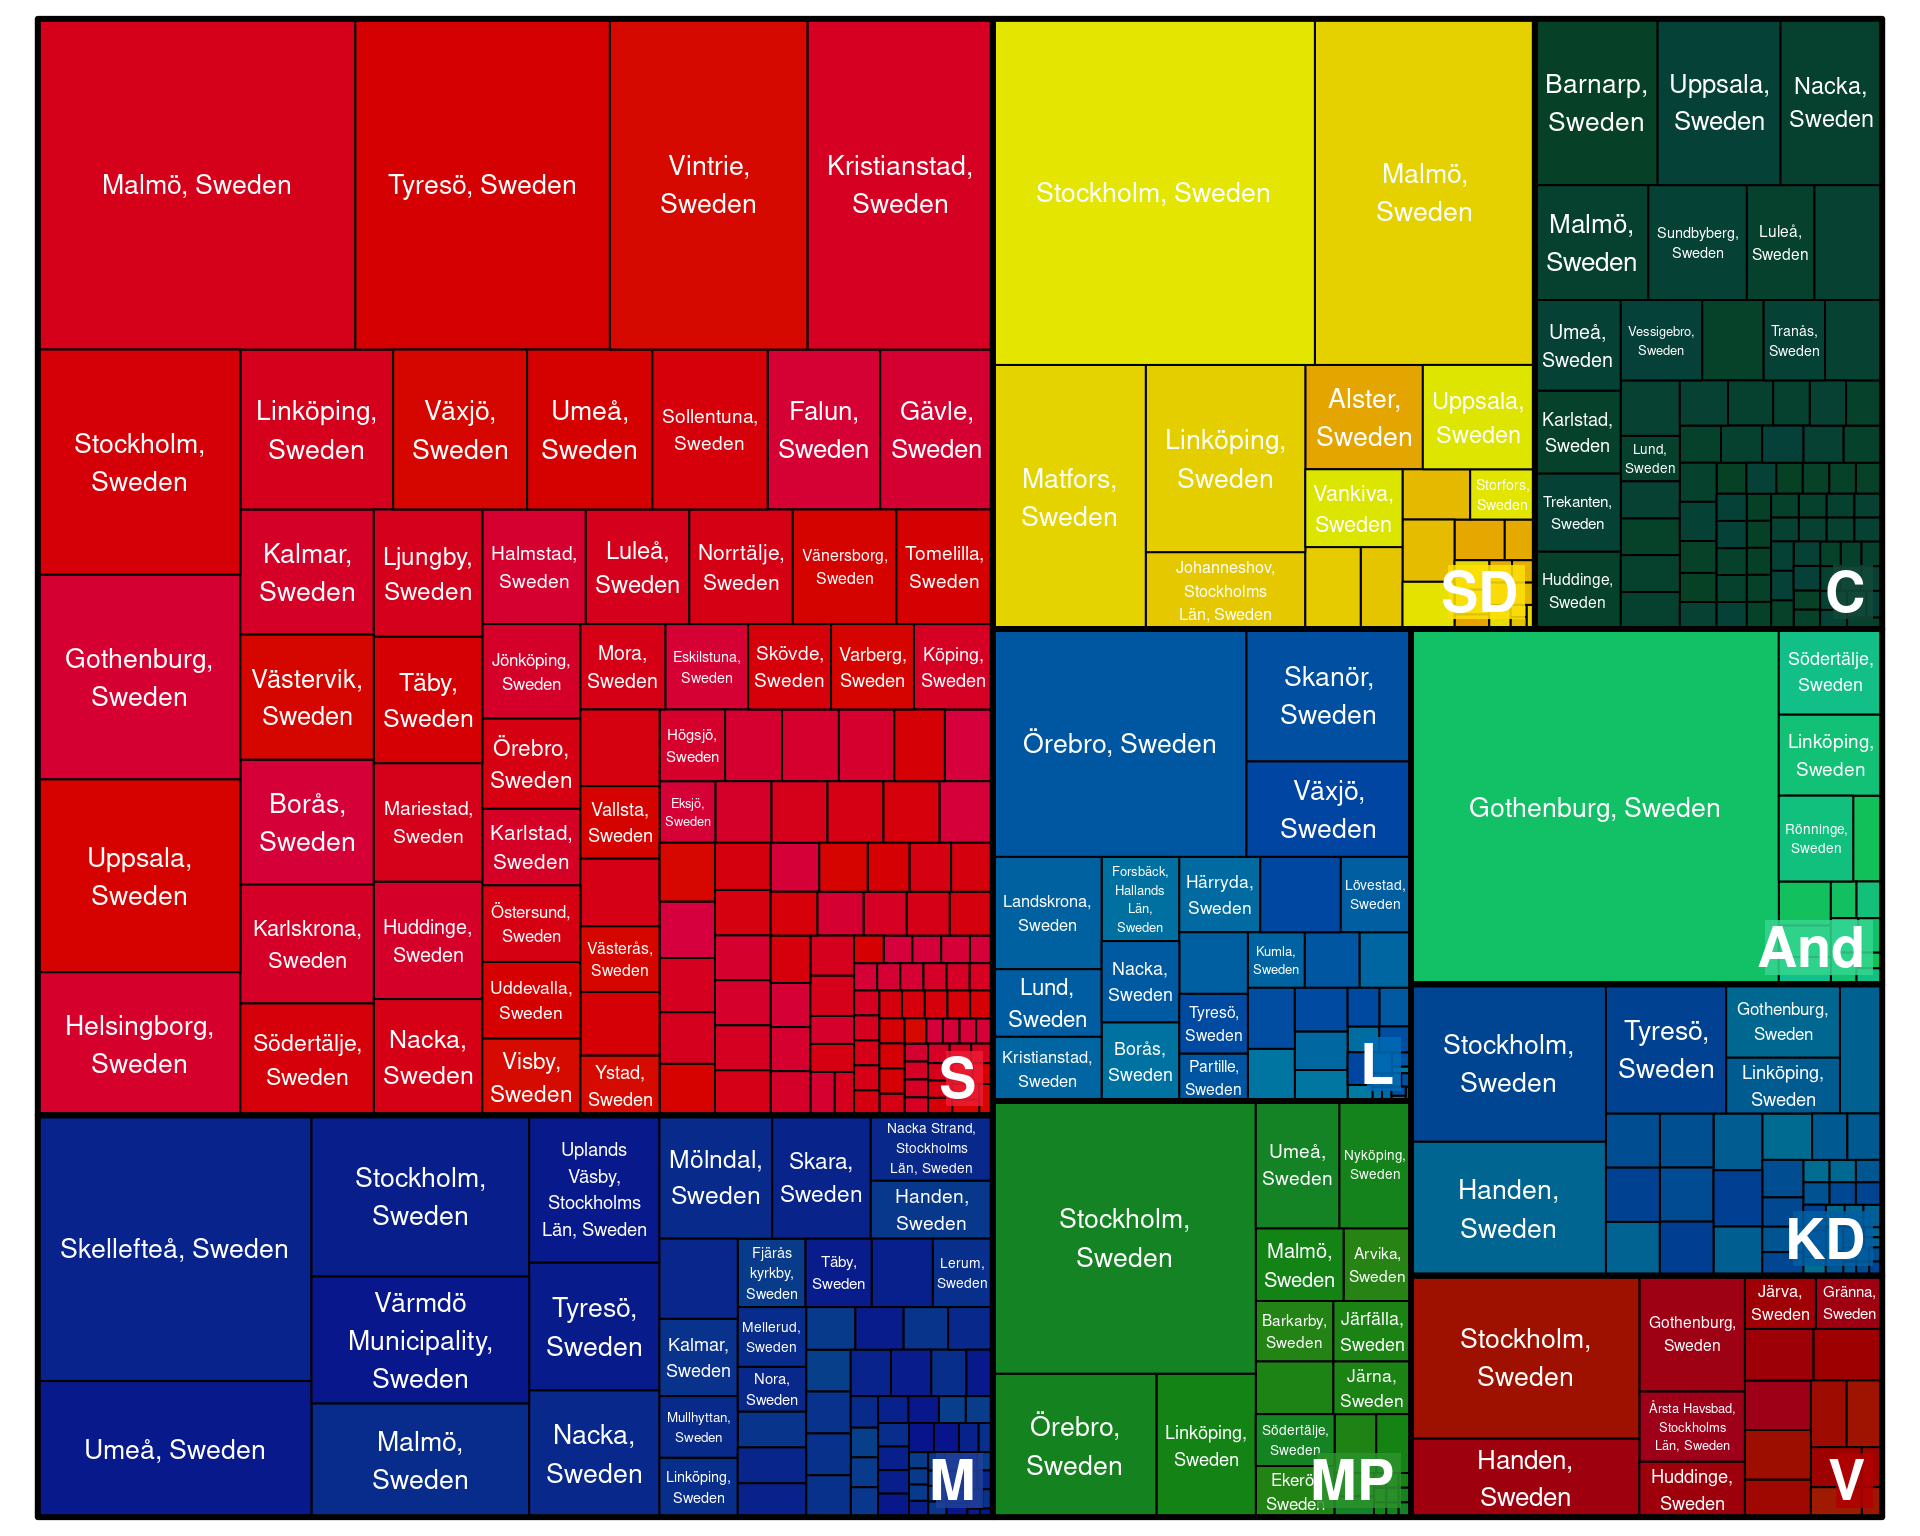 Malmö, Sweden
Tyresö, Sweden
Vintrie,
Sweden
Kristianstad,
Sweden
Stockholm,
Sweden
Linköping,
Sweden
Växjö,
Sweden
Umeå,
Sweden
Sollentuna,
Sweden
Falun,
Sweden
Gävle,
Sweden
Gothenburg,
Sweden
Kalmar,
Sweden
Ljungby,
Sweden
Halmstad,
Sweden
Luleå,
Sweden
Norrtälje,
Sweden
Vänersborg,
Sweden
Tomelilla,
Sweden
Västervik,
Sweden
Täby,
Sweden
Jönköping,
Sweden
Mora,
Sweden
Eskilstuna,
Sweden
Skövde,
Sweden
Varberg,
Sweden
Köping,
Sweden
Uppsala,
Sweden
Borås,
Sweden
Mariestad,
Sweden
Örebro,
Sweden
Karlstad,
Sweden
Vallsta,
Sweden
Högsjö,
Sweden
Eksjö,
Sweden
Karlskrona,
Sweden
Huddinge,
Sweden
Östersund,
Sweden
Västerås,
Sweden
Helsingborg,
Sweden
Södertälje,
Sweden
Nacka,
Sweden
Uddevalla,
Sweden
Visby,
Sweden
Ystad,
Sweden
S
Stockholm, Sweden
Malmö,
Sweden
Matfors,
Sweden
Linköping,
Sweden
Johanneshov,
Stockholms
Län, Sweden
Alster,
Sweden
Uppsala,
Sweden
Vankiva,
Sweden
Storfors,
Sweden
SD
Barnarp,
Sweden
Uppsala,
Sweden
Nacka,
Sweden
Malmö,
Sweden
Sundbyberg,
Sweden
Luleå,
Sweden
Umeå,
Sweden
Vessigebro,
Sweden
Tranås,
Sweden
Karlstad,
Sweden
Lund,
Sweden
Trekanten,
Sweden
Huddinge,
Sweden
C
Örebro, Sweden
Skanör,
Sweden
Växjö,
Sweden
Landskrona,
Sweden
Forsbäck,
Hallands
Län,
Sweden
Härryda,
Sweden
Lövestad,
Sweden
Lund,
Sweden
Nacka,
Sweden
Kumla,
Sweden
Tyresö,
Sweden
Kristianstad,
Sweden
Borås,
Sweden
Partille,
Sweden
L
Gothenburg, Sweden
Södertälje,
Sweden
Linköping,
Sweden
Rönninge,
Sweden
And
Stockholm,
Sweden
Tyresö,
Sweden
Gothenburg,
Sweden
Linköping,
Sweden
Handen,
Sweden
KD
Skellefteå, Sweden
Umeå, Sweden
Stockholm,
Sweden
Värmdö
Municipality,
Sweden
Malmö,
Sweden
Uplands
Väsby,
Stockholms
Län, Sweden
Tyresö,
Sweden
Nacka,
Sweden
Mölndal,
Sweden
Skara,
Sweden
Nacka Strand,
Stockholms
Län, Sweden
Handen,
Sweden
Fjärås
kyrkby,
Sweden
Täby,
Sweden
Lerum,
Sweden
Kalmar,
Sweden
Mellerud,
Sweden
Nora,
Sweden
Mullhyttan,
Sweden
Linköping,
Sweden
M
Stockholm,
Sweden
Umeå,
Sweden
Nyköping,
Sweden
Malmö,
Sweden
Arvika,
Sweden
Barkarby,
Sweden
Järfälla,
Sweden
Järna,
Sweden
Örebro,
Sweden
Linköping,
Sweden
Södertälje,
Sweden
Ekerö,
Sweden
MP
Stockholm,
Sweden
Handen,
Sweden
Gothenburg,
Sweden
Järva,
Sweden
Gränna,
Sweden
Årsta Havsbad,
Stockholms
Län, Sweden
Huddinge,
Sweden
V